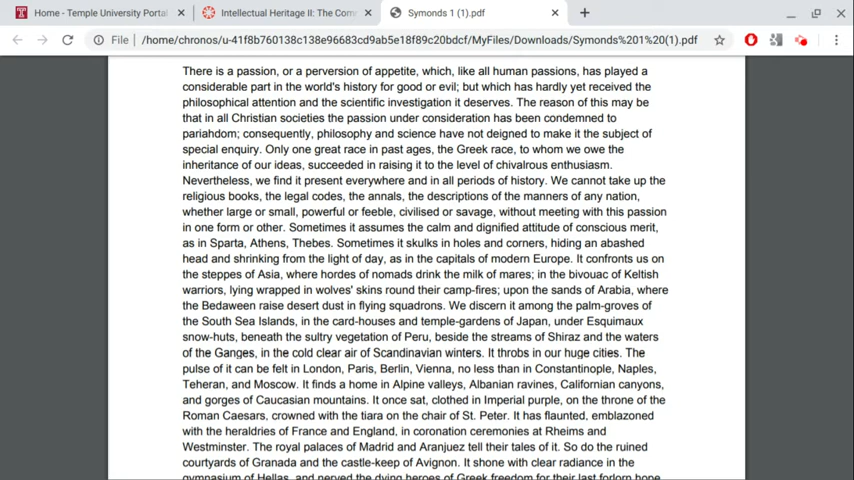 Home - Temple University Portal
Intellectual Heritage II: The Com
Symonds 1 (1).pdf
File /home/chronos/u-41f8b760138c138e96683cd9ab5e18f89c20bdcf/MyFiles/Downloads/Symonds%201%20(1).pdf
There is a passion, or a perversion of appetite, which, like all human passions, has played a
considerable part in the world's history for good or evil; but which has hardly yet received the
philosophical attention and the scientific investigation it deserves. The reason of this may be
that in all Christian societies the passion under consideration has been condemned to
pariahdom; consequently, philosophy and science have not deigned to make it the subject of
special enquiry. Only one great race in past ages, the Greek race, to whom we owe the
inheritance of our ideas, succeeded in raising it to the level of chivalrous enthusiasm.
Nevertheless, we find it present everywhere and in all periods of history. We cannot take up the
religious books, the legal codes, the annals, the descriptions of the manners of any nation,
whether large or small, powerful or feeble, civilised or savage, without meeting with this passion
in one form or other. Sometimes it assumes the calm and dignified attitude of conscious merit,
as in Sparta, Athens, Thebes. Sometimes it skulks in holes and corners, hiding an abashed
head and shrinking from the light of day, as in the capitals of modern Europe. It confronts us on
the steppes of Asia, where hordes of nomads drink the milk of mares; in the bivouac of Keltish
warriors, lying wrapped in wolves' skins round their camp-fires; upon the sands of Arabia, where
the Bedaween raise desert dust in flying squadrons. We discern it among the palm-groves of
the South Sea Islands, in the card-houses and temple-gardens of Japan, under Esquimaux
snow-huts, beneath the sultry vegetation of Peru, beside the streams of Shiraz and the waters
of the Ganges, in the cold clear air of Scandinavian winters. It throbs in our huge cities. The
pulse of it can be felt in London, Paris, Berlin, Vienna, no less than in Constantinople, Naples,
Teheran, and Moscow. It finds a home in Alpine valleys, Albanian ravines, Californian canyons,
and gorges of Caucasian mountains. It once sat, clothed in Imperial purple, on the throne of the
Roman Caesars, crowned with the tiara on the chair of St. Peter. It has flaunted, emblazoned
with the heraldries of France and England, in coronation ceremonies at Rheims and
Westminster. The royal palaces of Madrid and Aranjuez tell their tales of it. So do the ruined
courtyards of Granada and the castle-keep of Avignon. It shone with clear radiance in the
gymnasium of Hellas, and nerved the dying heroes of Greek freedom for their last forlorn hope